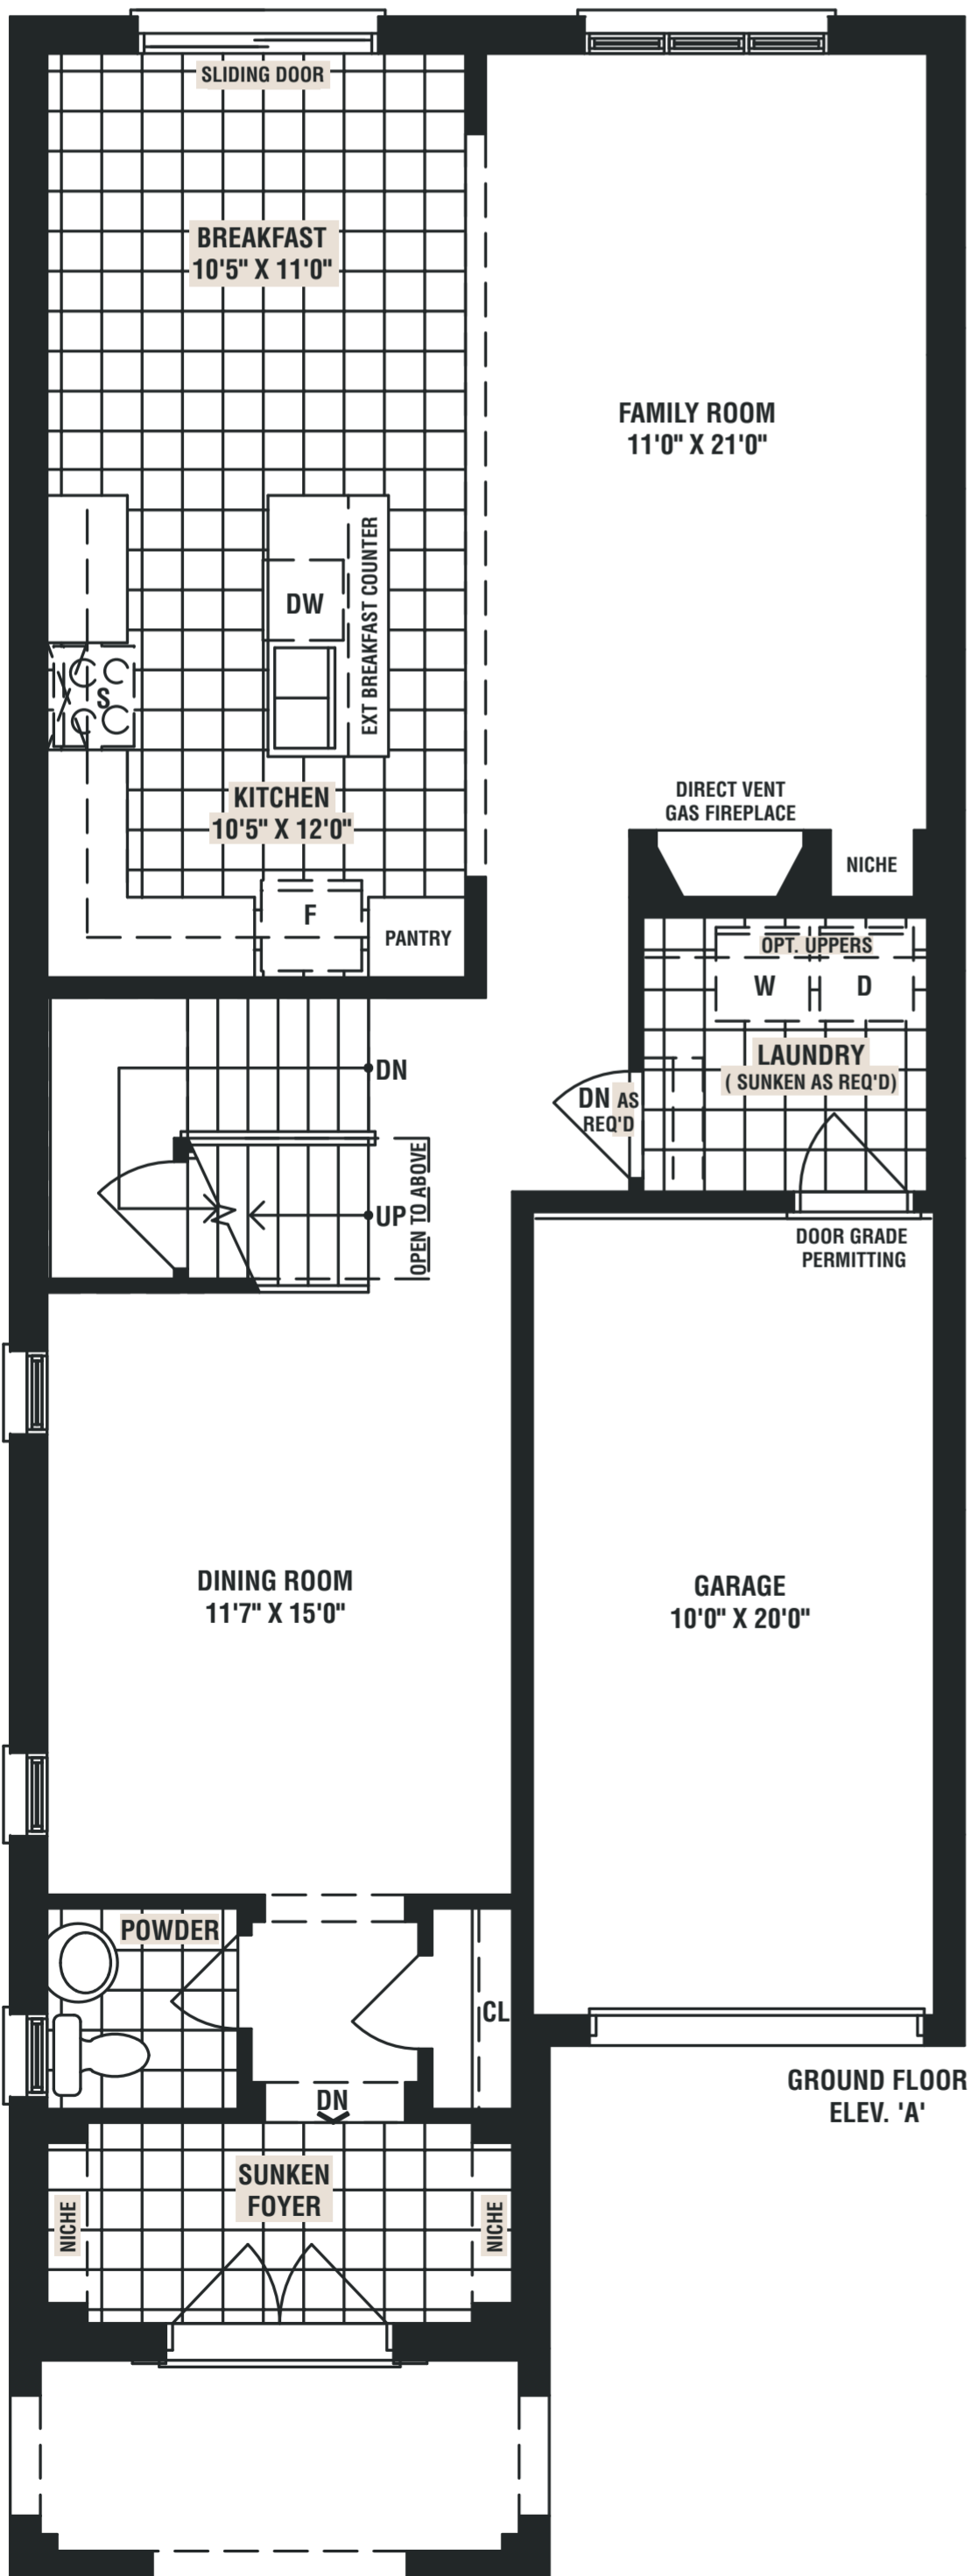 SLIDING DOOR
BREAKFAST
10'5" X 11'0"
FAMILY ROOM
11'0" X 21'0"
DW
EXT BREAKFAST COUNTER
S
KITCHEN
10'5" X 12'0"
DIRECT VENT
GAS FIREPLACE
NICHE
F
PANTRY
OPT. UPPERS
W
D
LAUNDRY
( SUNKEN AS REQ'D)
DN
DN AS
REQ'D
UP
OPEN TO ABOVE
DOOR GRADE
PERMITTING
DINING ROOM
11'7" X 15'0"
GARAGE
10'0" X 20'0"
POWDER
CL
DN
GROUND FLOOR
ELEV. 'A'
SUNKEN
FOYER
NICHE
NICHE